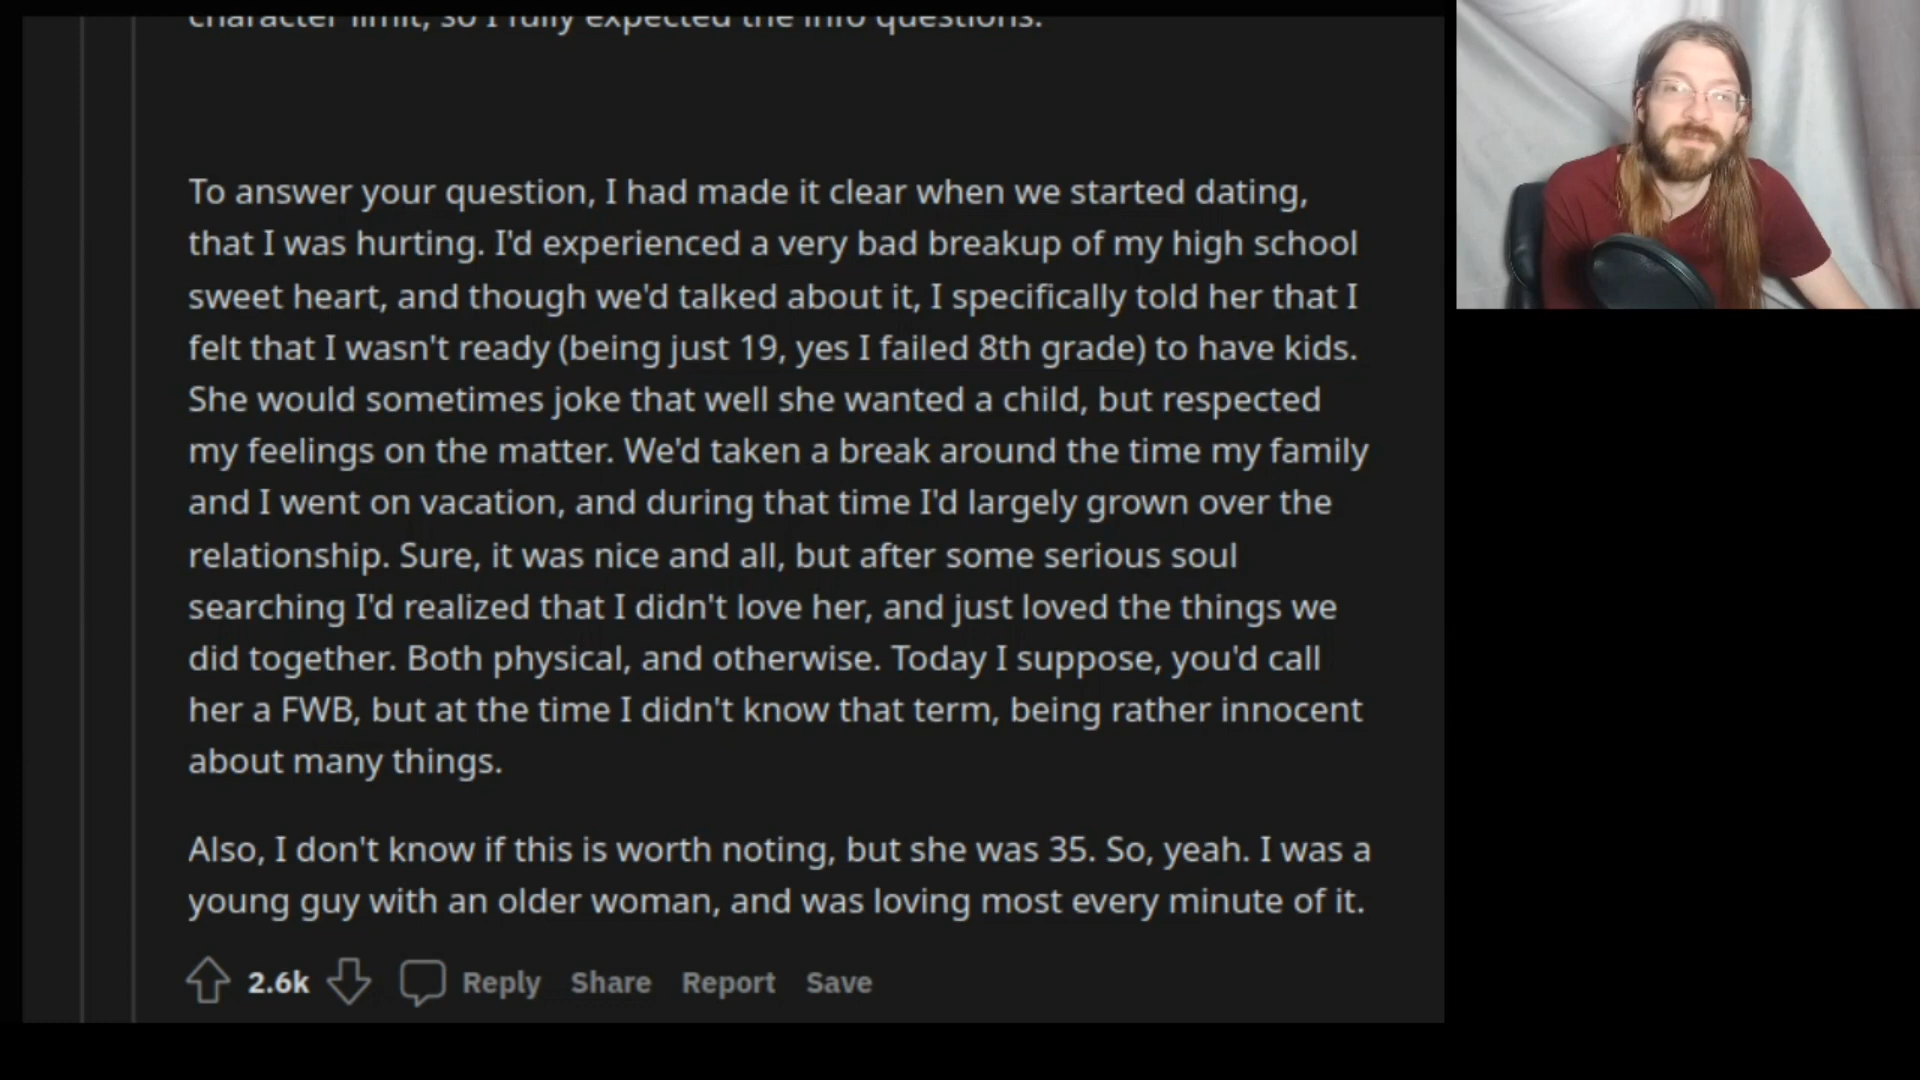 character limit, so I fully expected the info questions.
To answer your question, I had made it clear when we started dating,
that I was hurting. I'd experienced a very bad breakup of my high school
sweet heart, and though we'd talked about it, I specifically told her that I
felt that I wasn't ready (being just 19, yes I failed 8th grade) to have kids.
She would sometimes joke that well she wanted a child, but respected
my feelings on the matter. We'd taken a break around the time my family
and I went on vacation, and during that time I'd largely grown over the
relationship. Sure, it was nice and all, but after some serious soul
searching I'd realized that I didn't love her, and just loved the things we
did together. Both physical, and otherwise. Today I suppose, you'd call
her a FWB, but at the time I didn't know that term, being rather innocent
about many things.
Also, I don't know if this is worth noting, but she was 35. So, yeah. I was a
young guy with an older woman, and was loving most every minute of it.
2.6k Reply Share Report Save